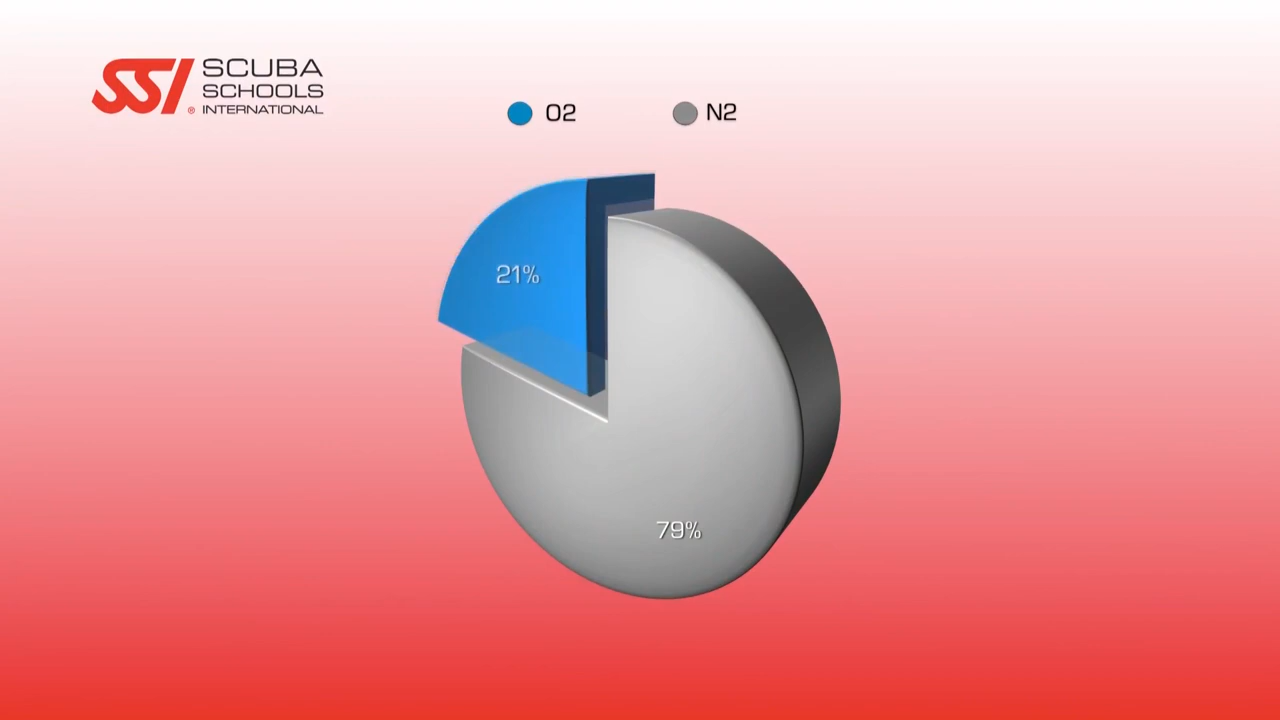 SSI
®
SCUBA
SCHOOLS
INTERNATIONAL
O2
N2
21%
79%